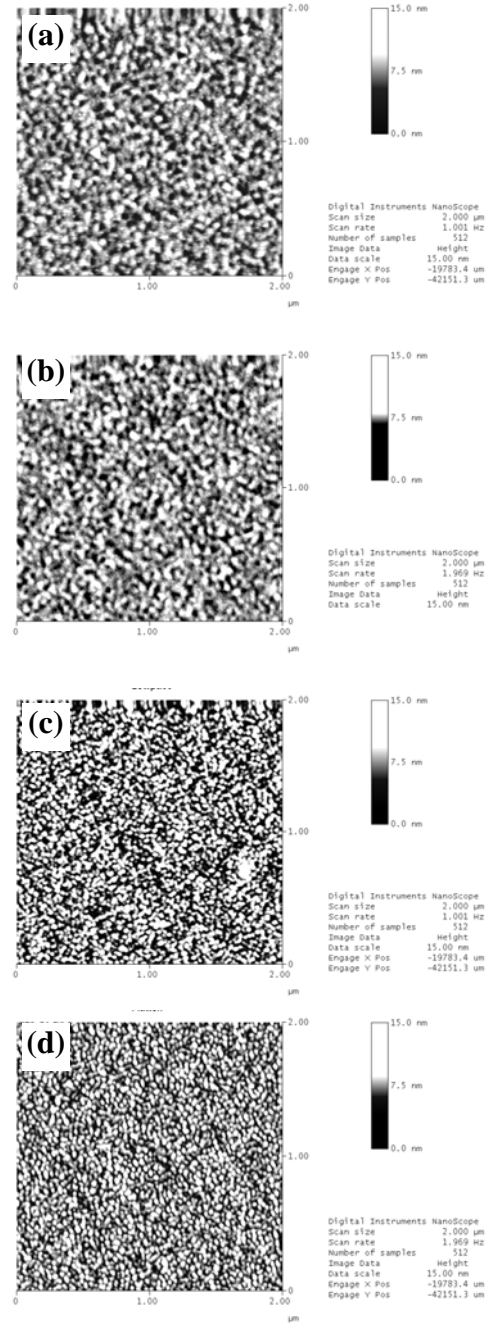 (a)
2.00
1.00
0
0
1.00
2.00
µm
15.0 nm
7.5 nm
0.0 nm
Digital Instruments NanoScope
Scan size 2.000 µm
Scan rate 1.001 Hz
Number of samples 512
Image Data Height
Data scale 15.00 nm
Engage X Pos -19783.4 um
Engage Y Pos -42151.3 um
(b)
2.00
1.00
0
0
1.00
2.00
µm
15.0 nm
7.5 nm
0.0 nm
Digital Instruments NanoScope
Scan size 2.000 µm
Scan rate 1.969 Hz
Number of samples 512
Image Data Height
Data scale 15.00 nm
(c)
2.00
1.00
0
0
1.00
2.00
µm
15.0 nm
7.5 nm
0.0 nm
Digital Instruments NanoScope
Scan size 2.000 µm
Scan rate 1.001 Hz
Number of samples 512
Image Data Height
Data scale 15.00 nm
Engage X Pos -19783.4 um
Engage Y Pos -42151.3 um
(d)
2.00
1.00
0
0
1.00
2.00
µm
15.0 nm
7.5 nm
0.0 nm
Digital Instruments NanoScope
Scan size 2.000 µm
Scan rate 1.969 Hz
Number of samples 512
Image Data Height
Data scale 15.00 nm
Engage X Pos -19783.4 um
Engage Y Pos -42151.3 um